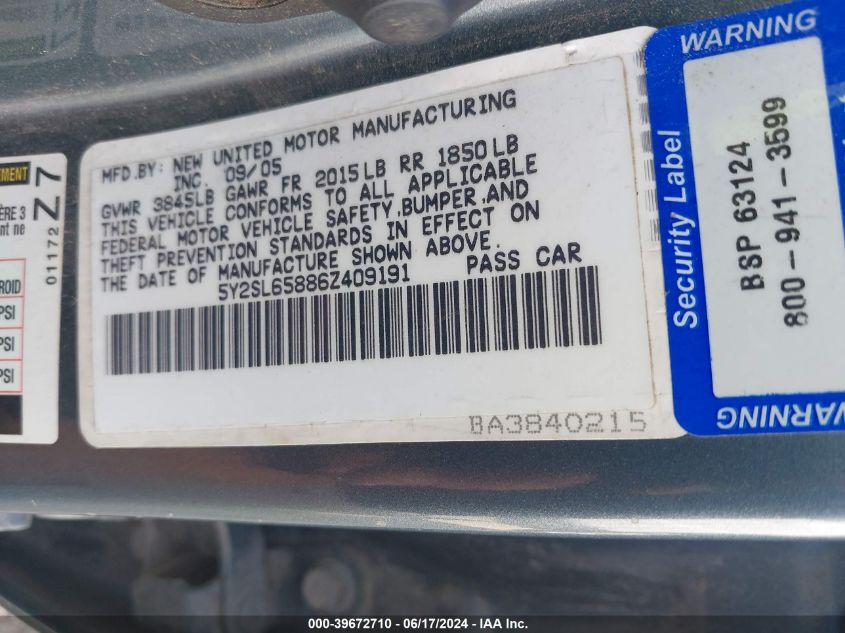 MFD.BY: NEW UNITED MOTOR MANUFACTURING
INC. 09/05
GVWR 3845LB GAWR FR 2015LB RR 1850LB
THIS VEHICLE CONFORMS TO ALL APPLICABLE
FEDERAL MOTOR VEHICLE SAFETY,BUMPER,AND
THEFT PREVENTION STANDARDS IN EFFECT ON
THE DATE OF MANUFACTURE SHOWN ABOVE.
5Y2SL65886Z409191 PASS CAR
BA3840215
WARNING
Security Label
BSP 63124
800-941-3599
WARNING
01172
Z 7
PSI
PSI
PSI
000-39672710 - 06/17/2024 - IAA Inc.